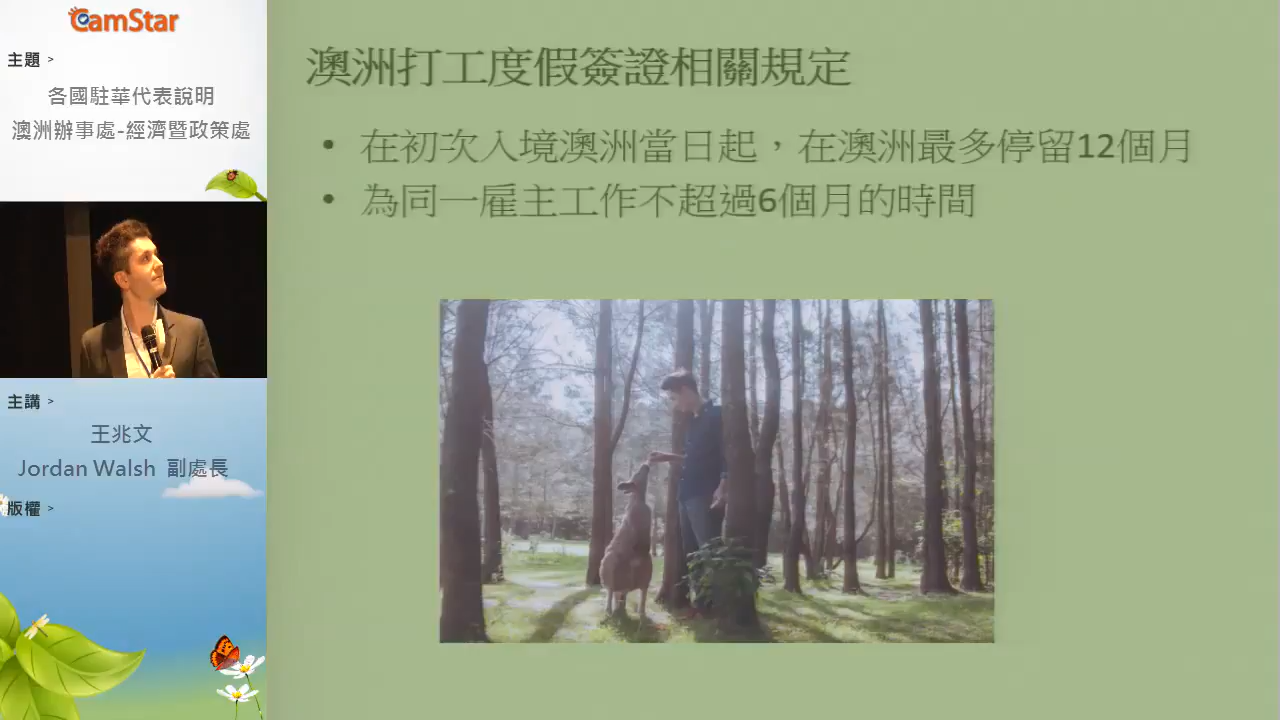 CamStar
主題 >
各國駐華代表說明
澳洲辦事處-經濟暨政策處
主講 >
王兆文
Jordan Walsh 副處長
版權 >
澳洲打工度假簽證相關規定
• 在初次入境澳洲當日起，在澳洲最多停留12個月
• 為同一雇主工作不超過6個月的時間